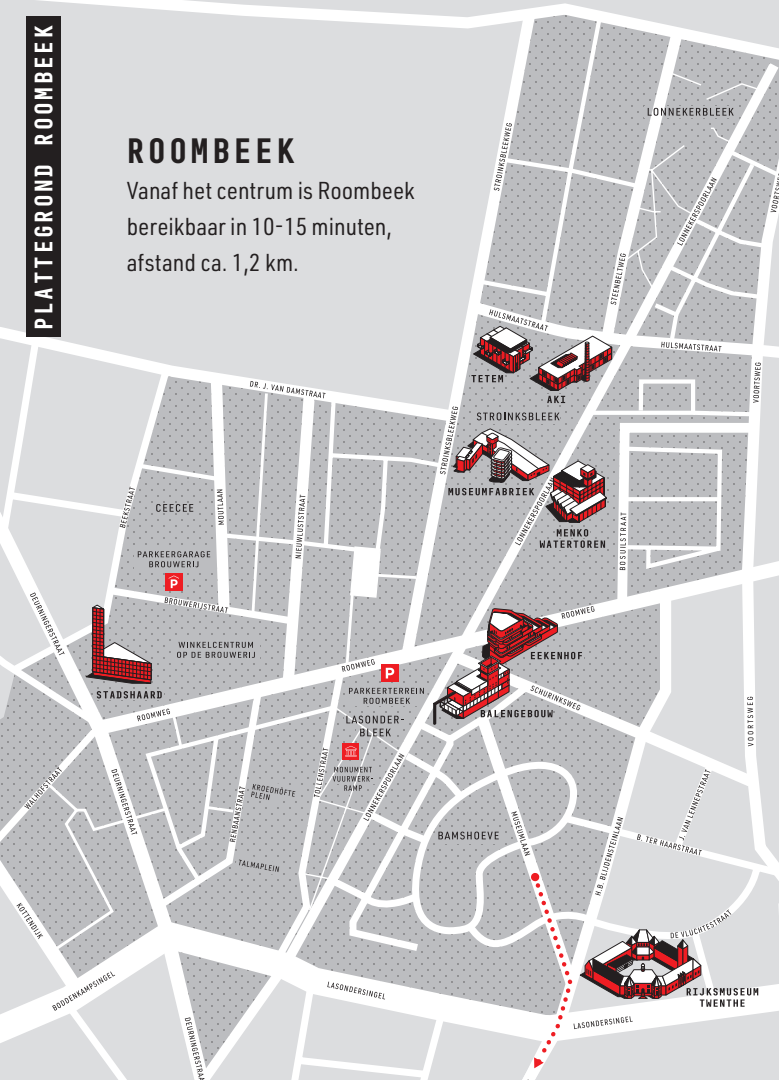 PLATTEGROND ROOMBEEK
ROOMBEEK
Vanaf het centrum is Roombeek
bereikbaar in 10-15 minuten,
afstand ca. 1,2 km.
LONNEKERBLEEK
STROINKSBLEEKWEG
LONNEKERSPOORLAAN
VOORTSWEG
STEENBELTWEG
HULSMAATSTRAAT
HULSMAATSTRAAT
TETEM
AKI
VOORTSWEG
DR. J. VAN DAMSTRAAT
STROINKSBLEEK
STROINKSBLEEKWEG
MUSEUMFABRIEK
LONNEKERSPOORLAAN
MENKO
WATERTOREN
BOSUILSTRAAT
BEEKSTRAAT
CEECEE
MOUTLAAN
NIEUWLUSTSTRAAT
PARKEERGARAGE
BROUWERIJ
P
BROUWERIJSTRAAT
DEURNINGERSTRAAT
WINKELCENTRUM
OP DE BROUWERIJ
STADSHAARD
ROOMWEG
EEKENHOF
ROOMWEG
P
PARKEERTERREIN
ROOMBEEK
SCHURINKSWEG
BALENGEBOUW
ROOMWEG
LASONDER-
BLEEK
VOORTSWEG
MONUMENT
VUURWERK-
RAMP
TOLLENSTRAAT
LONNEKERSPOORLAAN
WALHOFSTRAAT
DEURNINGERSTRAAT
RENBAANSTRAAT
KROEDHÖFTE
PLEIN
TALMAPLEIN
BAMSHOEVE
MUSEUMLAAN
H.B. BLIJDENSTEINLAAN
J. VAN LENNEPSTRAAT
B. TER HAARSTRAAT
KOTTENDIJK
DE VLUCHTESTRAAT
BODDENKAMPSINGEL
LASONDERSINGEL
RIJKSMUSEUM
TWENTHE
LASONDERSINGEL
DEURNINGERSTRAA